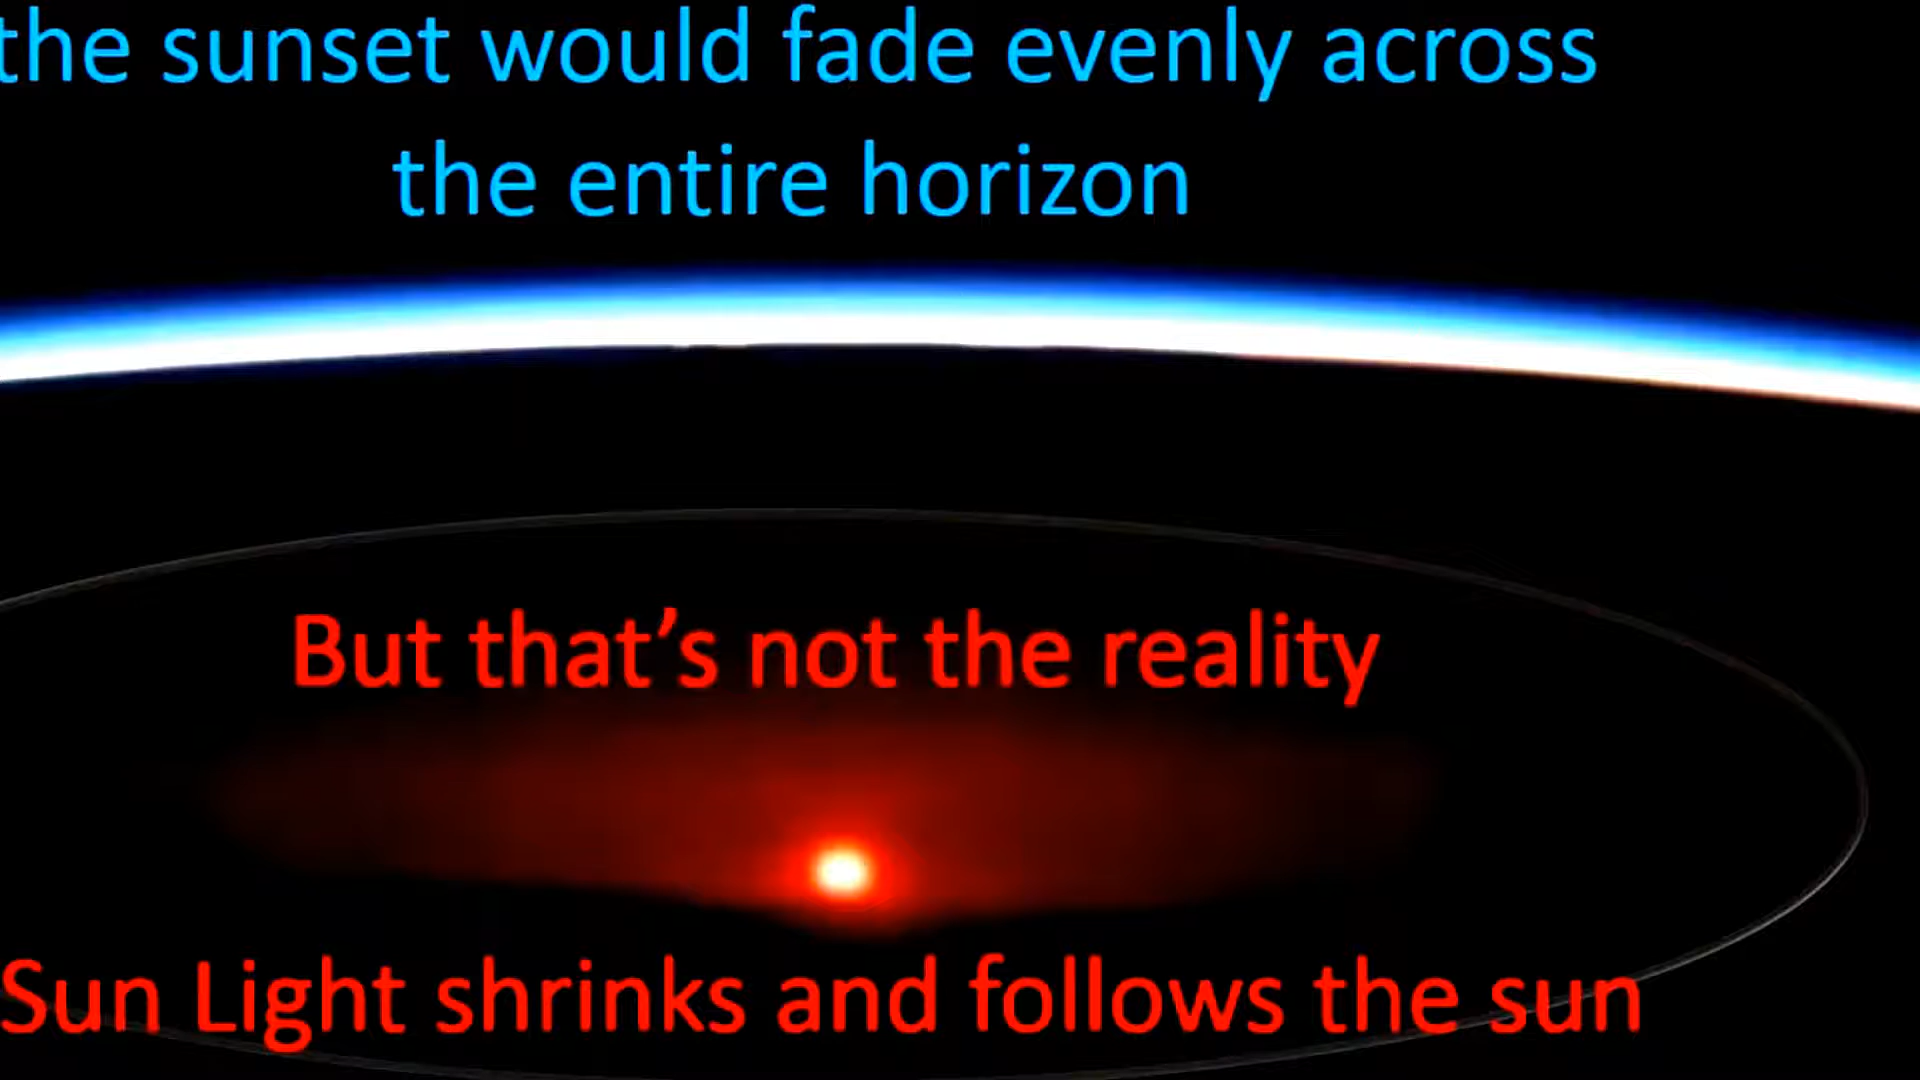 the sunset would fade evenly across
the entire horizon
But that’s not the reality
Sun Light shrinks and follows the sun